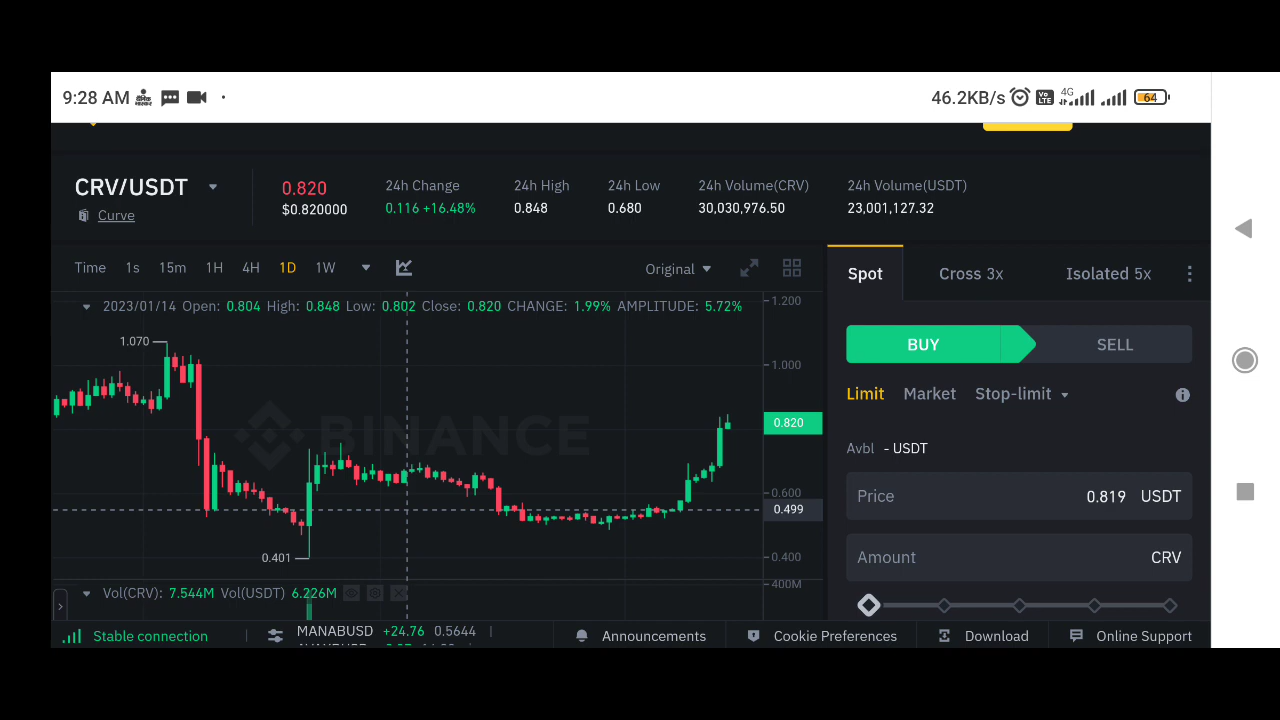 9:28 AM
46.2KB/s
Vo
LTE
4G
64
CRV/USDT
Curve
0.820
$0.820000
24h Change
0.116 +16.48%
24h High
0.848
24h Low
0.680
24h Volume(CRV)
30,030,976.50
24h Volume(USDT)
23,001,127.32
Time 1s 15m 1H 4H 1D 1W
Original
2023/01/14 Open: 0.804 High: 0.848 Low: 0.802 Close: 0.820 CHANGE: 1.99% AMPLITUDE: 5.72%
1.200
1.070
1.000
BINANCE
0.820
0.600
0.499
0.401
0.400
400M
Vol(CRV): 7.544M Vol(USDT) 6.226M
Spot Cross 3x Isolated 5x
BUY SELL
Limit Market Stop-limit
Avbl - USDT
Price 0.819 USDT
Amount CRV
Stable connection
MANABUSD +24.76 0.5644
Announcements
Cookie Preferences
Download
Online Support